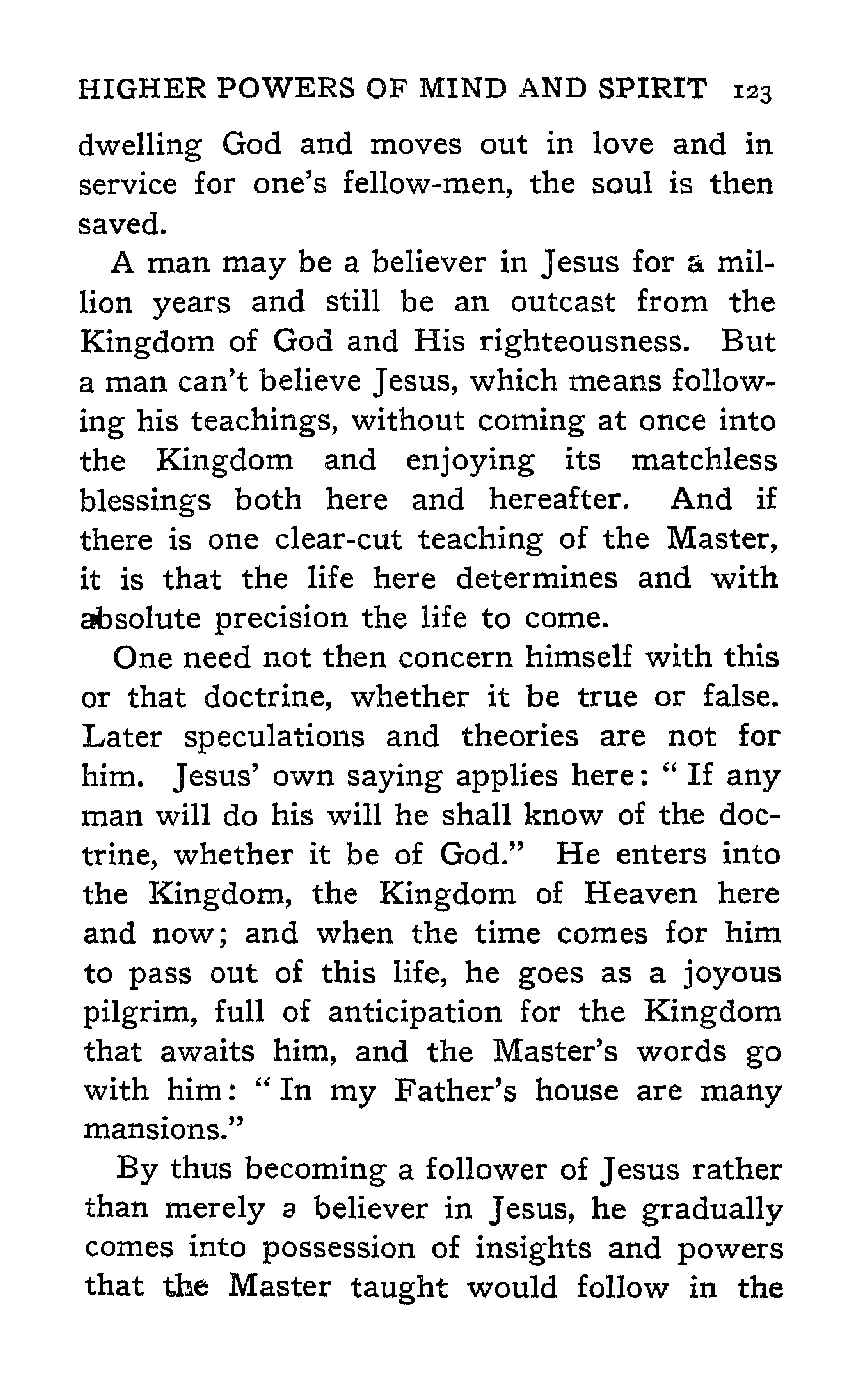 HIGHER POWERS OF MIND AND SPIRIT 123
dwelling God and moves out in love and in
service for one's fellow-men, the soul is then
saved.
A man may be a believer in Jesus for a mil-
lion years and still be an outcast from the
Kingdom of God and His righteousness. But
a man can't believe Jesus, which means follow-
ing his teachings, without coming at once into
the Kingdom and enjoying its matchless
blessings both here and hereafter. And if
there is one clear-cut teaching of the Master,
it is that the life here determines and with
absolute precision the life to come.
One need not then concern himself with this
or that doctrine, whether it be true or false.
Later speculations and theories are not for
him. Jesus' own saying applies here: " If any
man will do his will he shall know of the doc-
trine, whether it be of God." He enters into
the Kingdom, the Kingdom of Heaven here
and now; and when the time comes for him
to pass out of this life, he goes as a joyous
pilgrim, full of anticipation for the Kingdom
that awaits him, and the Master's words go
with him: " In my Father's house are many
mansions."
By thus becoming a follower of Jesus rather
than merely a believer in Jesus, he gradually
comes into possession of insights and powers
that the Master taught would follow in the